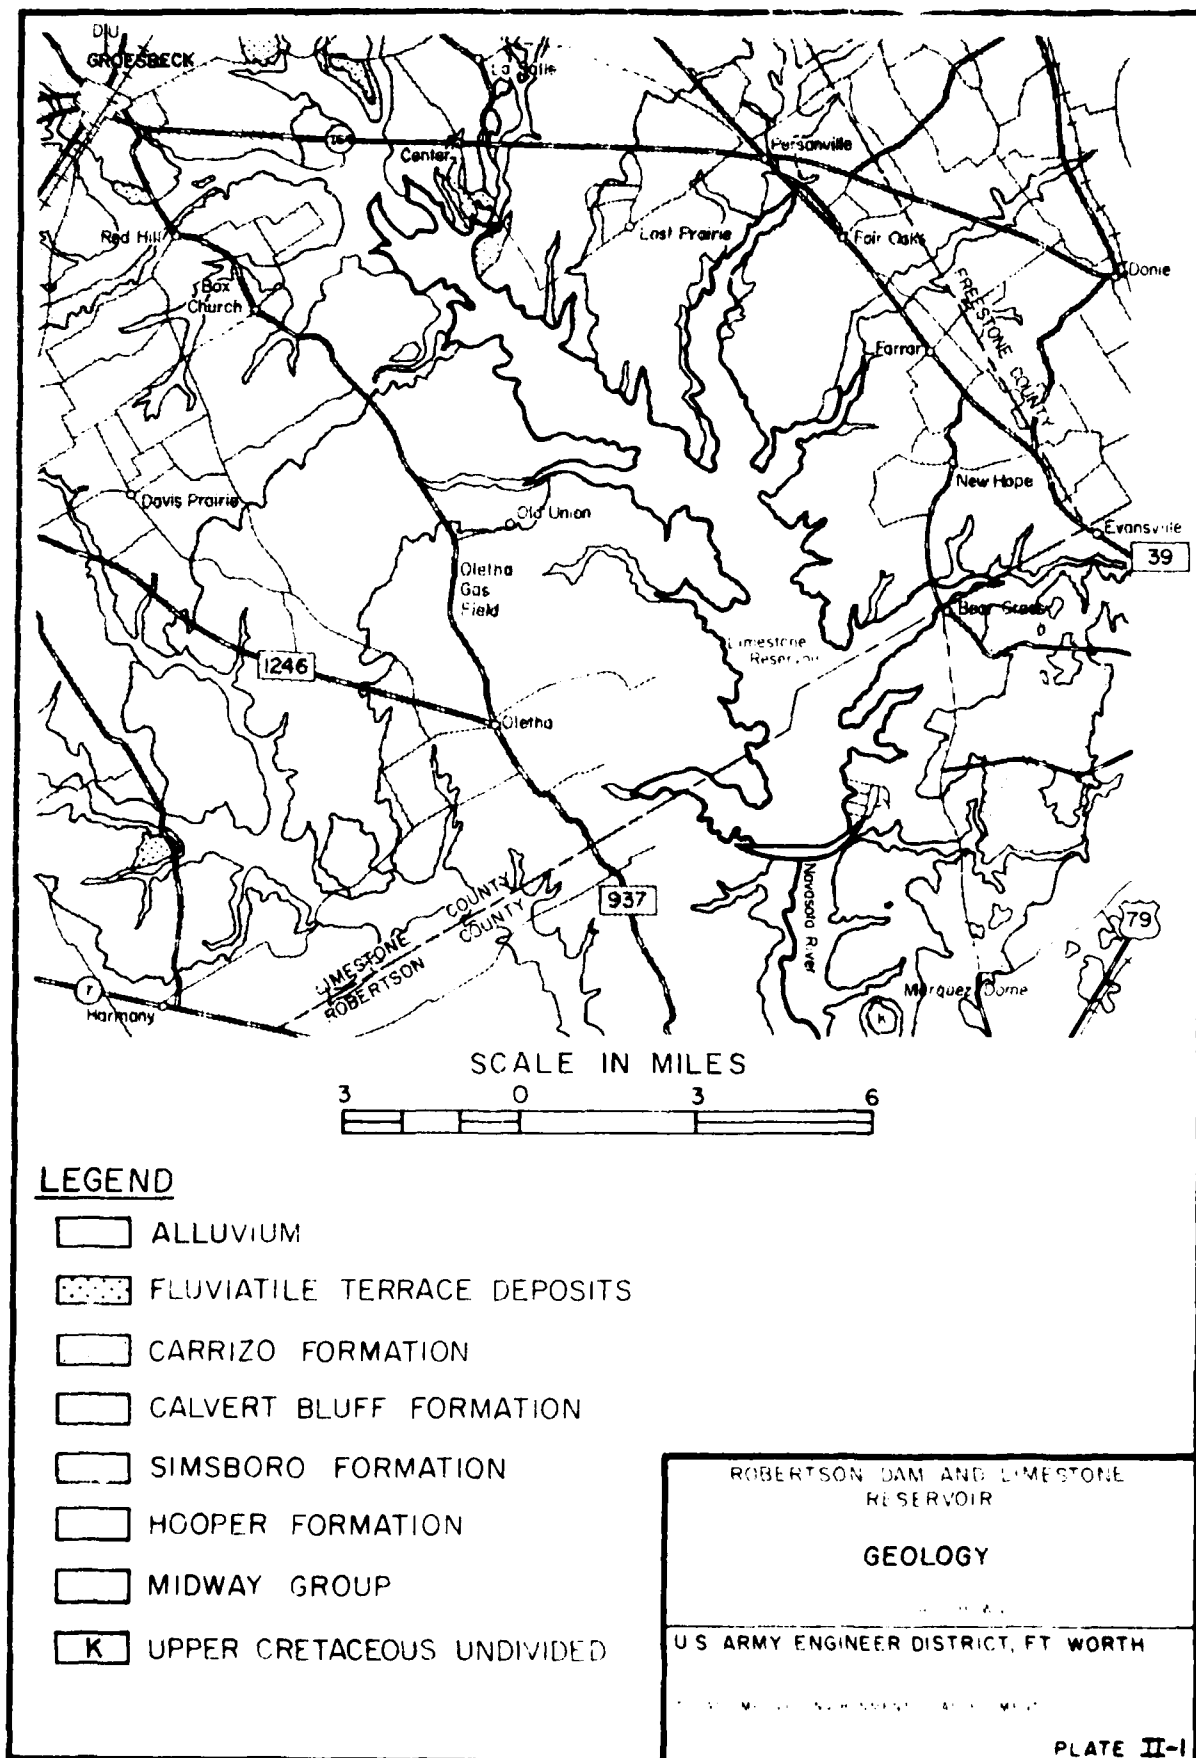 GROESBECK
La Salle
164
Center
Personville
Red Hill
Lost Prairie
Fair Oaks
Donie
Box
Church
FREESTONE COUNTY
Farrar
Davis Prairie
Old Union
New Hope
Evansville
39
Oletha
Gas
Field
Bear Grass
Limestone
Reservoir
1246
Oletha
937
LIMESTONE COUNTY
ROBERTSON COUNTY
Navasota River
79
Marquez Dome
K
7
Harmony
SCALE IN MILES
3 0 3 6
LEGEND
ALLUVIUM
FLUVIATILE TERRACE DEPOSITS
CARRIZO FORMATION
CALVERT BLUFF FORMATION
SIMSBORO FORMATION
HOOPER FORMATION
MIDWAY GROUP
K UPPER CRETACEOUS UNDIVIDED
ROBERTSON DAM AND LIMESTONE
RESERVOIR
GEOLOGY
U S ARMY ENGINEER DISTRICT, FT WORTH
PLATE II-1